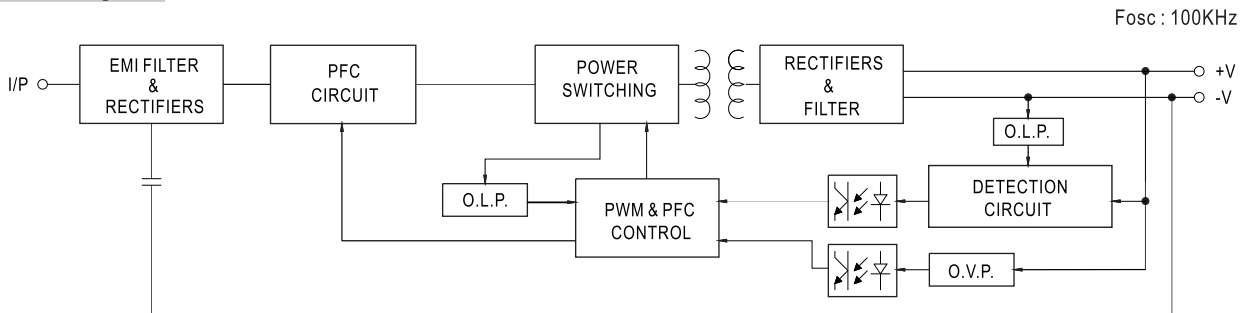 Fosc : 100KHz
I/P
EMI FILTER
&
RECTIFIERS
PFC
CIRCUIT
POWER
SWITCHING
RECTIFIERS
&
FILTER
+V
-V
O.L.P.
O.L.P.
PWM & PFC
CONTROL
DETECTION
CIRCUIT
O.V.P.